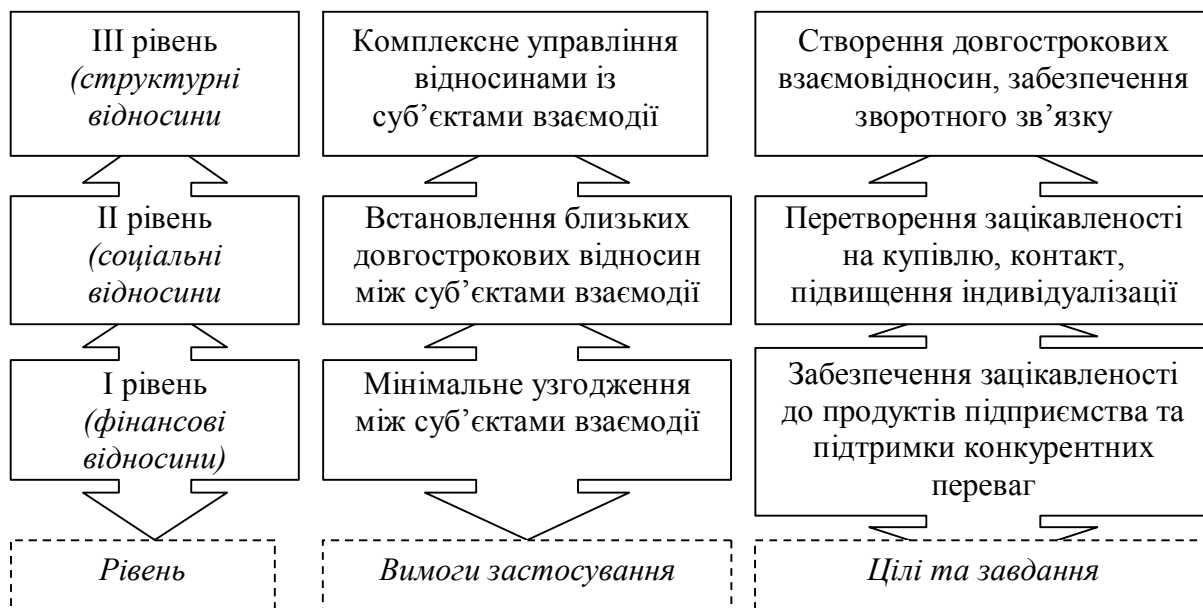 III рівень
(структурні
відносини
Комплексне управління
відносинами із
суб’єктами взаємодії
Створення довгострокових
взаємовідносин, забезпечення
зворотного зв’язку
II рівень
(соціальні
відносини
Встановлення близьких
довгострокових відносин
між суб’єктами взаємодії
Перетворення зацікавленості
на купівлю, контакт,
підвищення індивідуалізації
I рівень
(фінансові
відносини)
Мінімальне узгодження
між суб’єктами взаємодії
Забезпечення зацікавленості
до продуктів підприємства та
підтримки конкурентних
переваг
Рівень
Вимоги застосування
Цілі та завдання